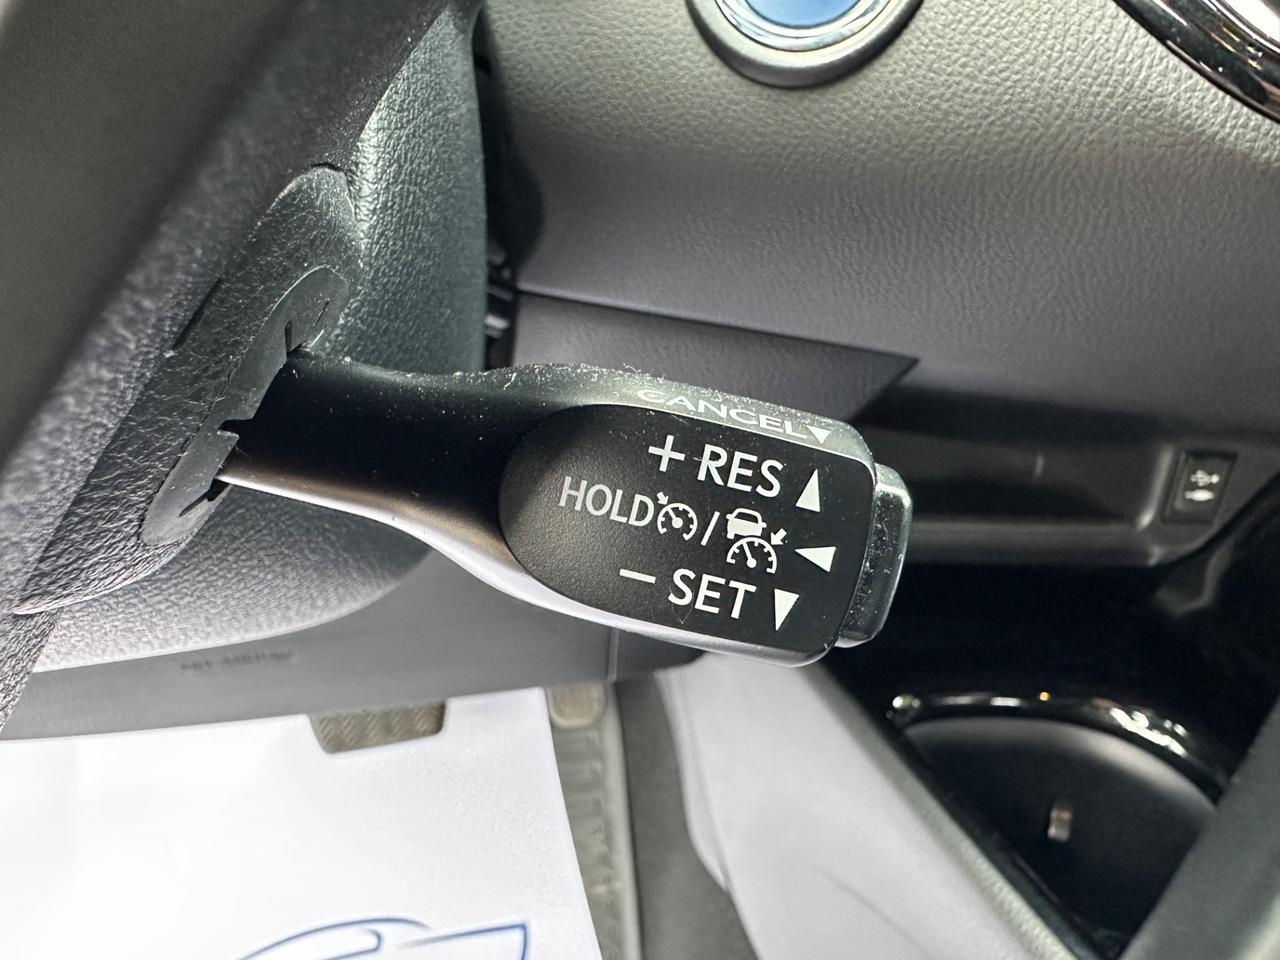 CANCEL▼
+ RES ▲
HOLD / ◀
− SET ▼